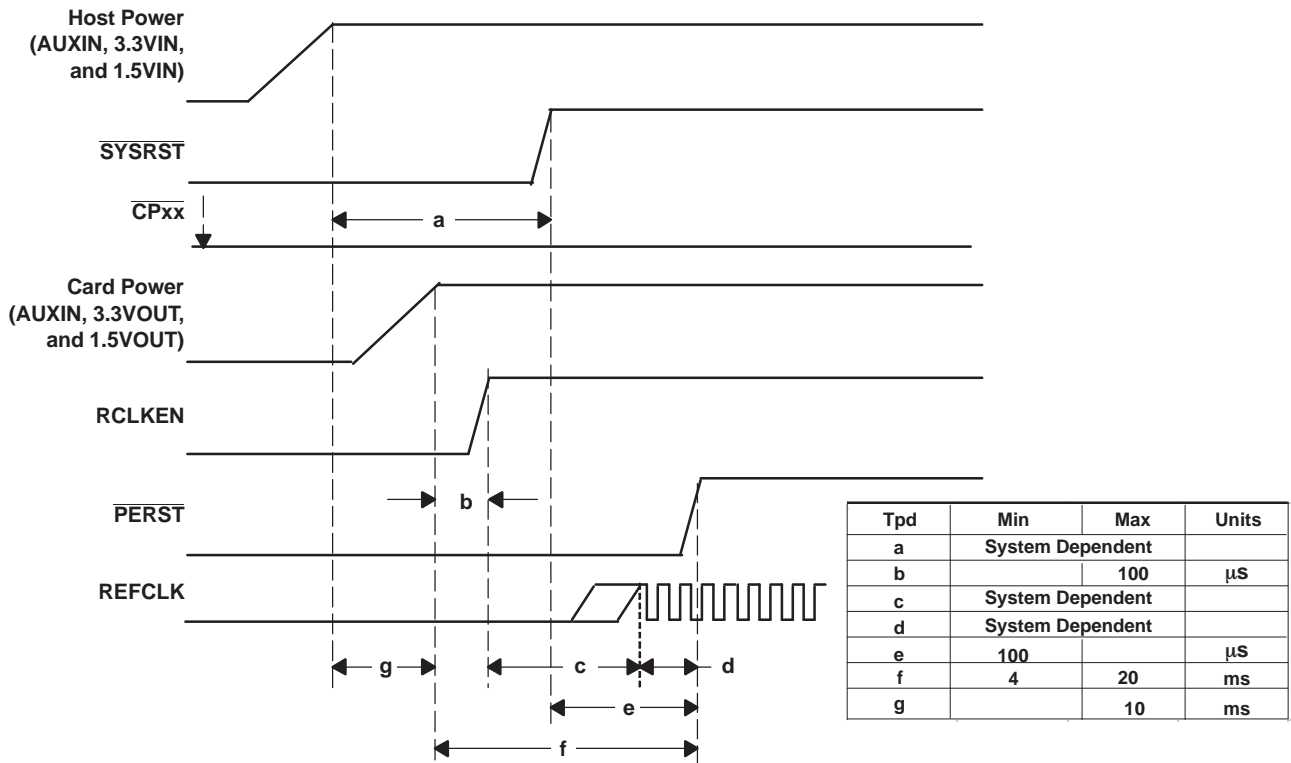 Host Power
(AUXIN, 3.3VIN,
and 1.5VIN)
SYSRST
CPxx
a
Card Power
(AUXIN, 3.3VOUT,
and 1.5VOUT)
RCLKEN
b
PERST
REFCLK
g
c
d
e
f
Tpd Min Max Units
a System Dependent
b 100 μs
c System Dependent
d System Dependent
e 100 μs
f 4 20 ms
g 10 ms